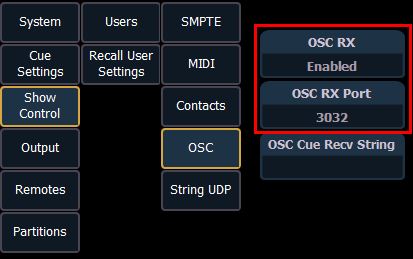 System
Users
SMPTE
Cue
Settings
Recall User
Settings
MIDI
Show
Control
Contacts
Output
OSC
Remotes
String UDP
Partitions
OSC RX
Enabled
OSC RX Port
3032
OSC Cue Recv String